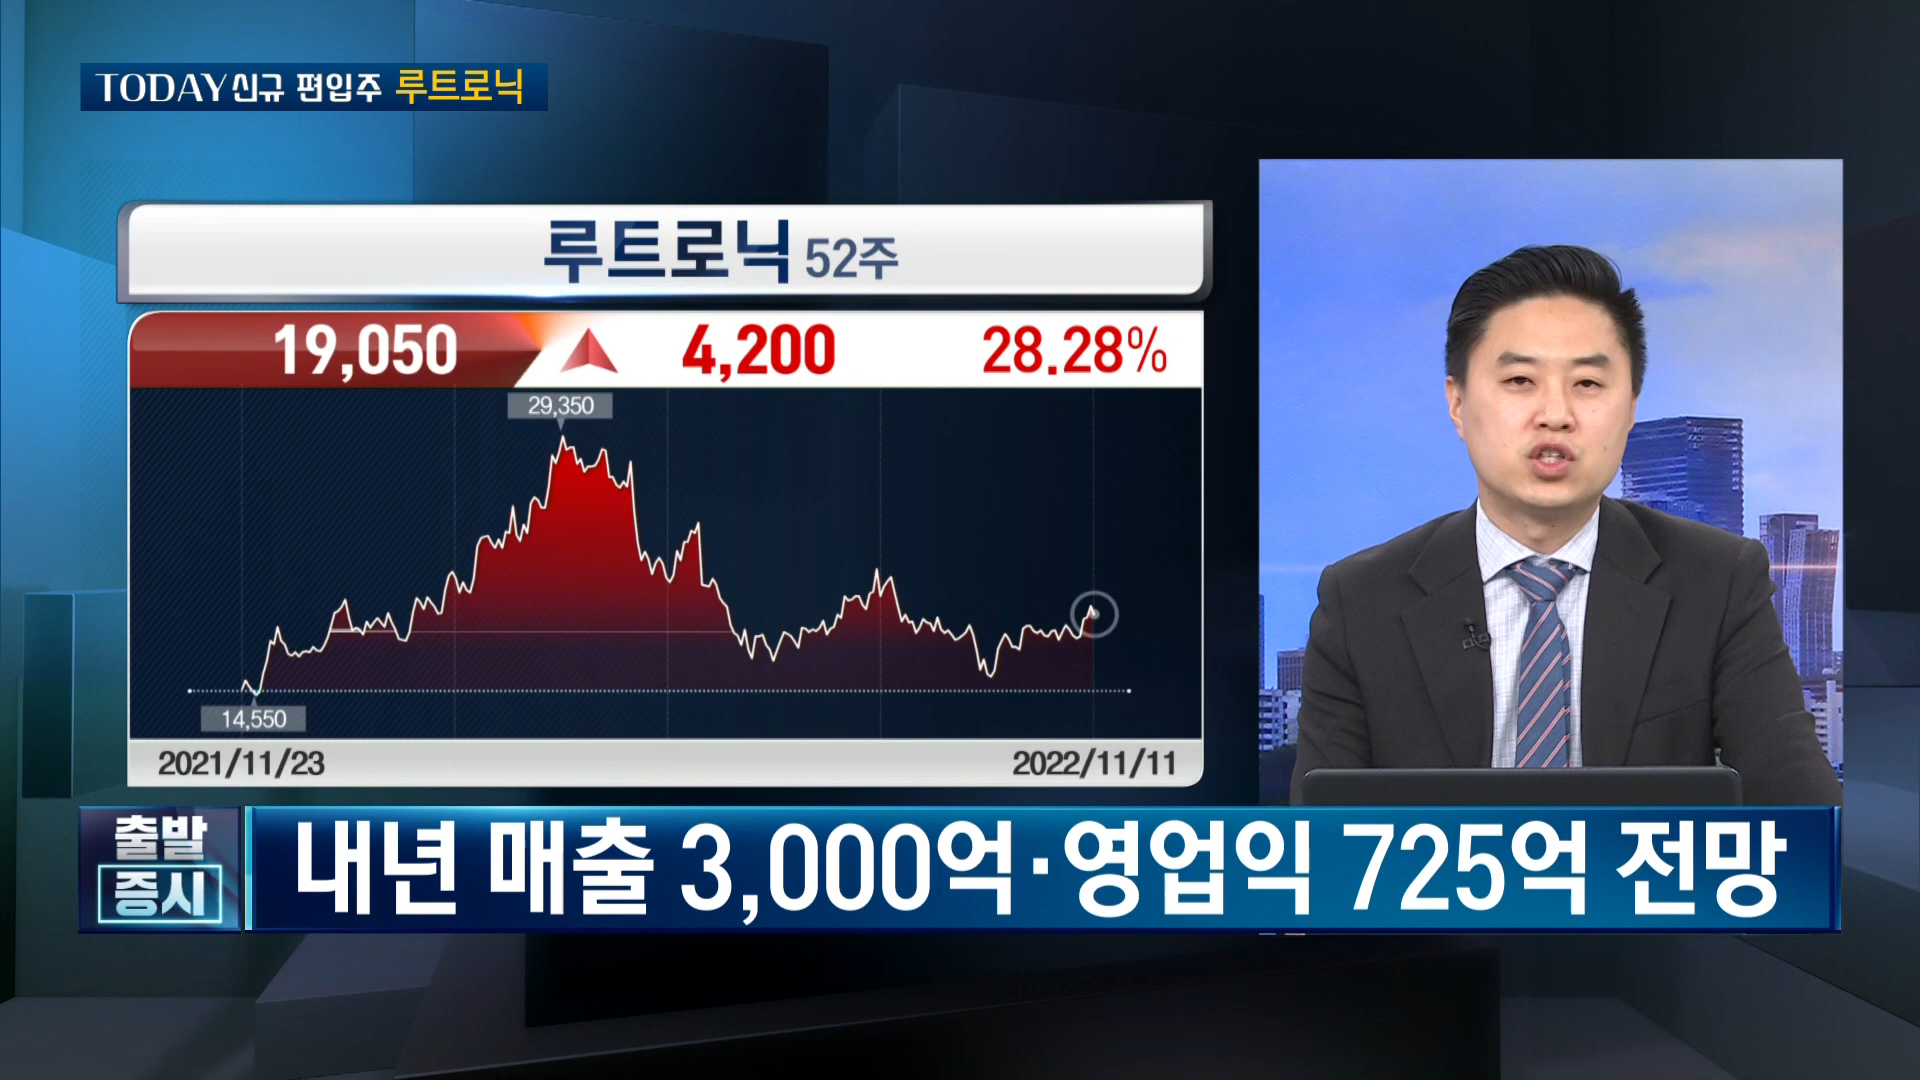 TODAY신규 편입주 루트로닉
루트로닉 52주
19,050 4,200 28.28%
29,350
14,550
2021/11/23 2022/11/11
출발
증시
내년 매출 3,000억·영업익 725억 전망